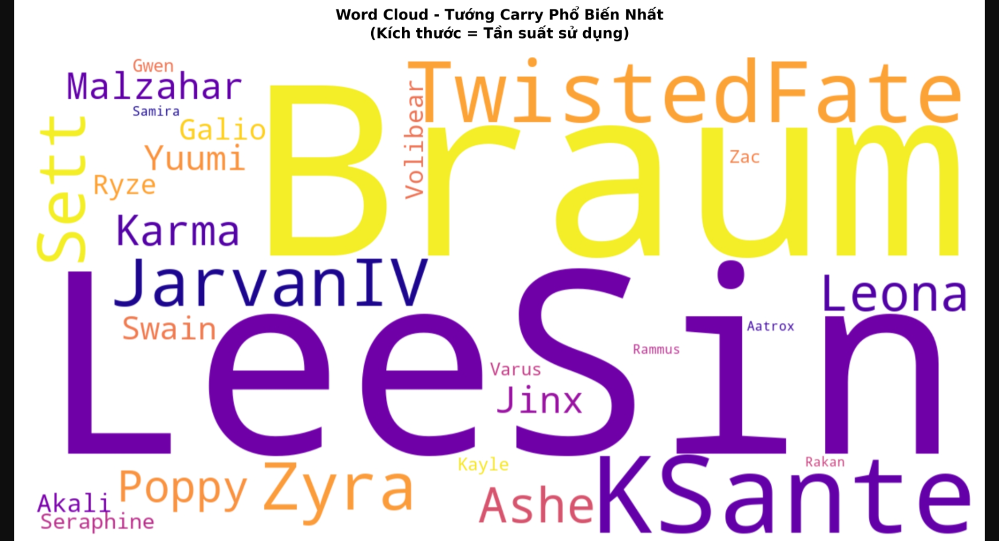 Word Cloud - Tướng Carry Phổ Biến Nhất
(Kích thước = Tần suất sử dụng)
Gwen
Malzahar
Samira
Sett
Galio
Yuumi
Ryze
Karma
TwistedFate
Volibear
Braum
Zac
JarvanIV
Leona
Swain
LeeSin
Aatrox
Rammus
Varus
Jinx
Kayle
Rakan
Poppy
Zyra
Akali
Seraphine
Ashe
KSante